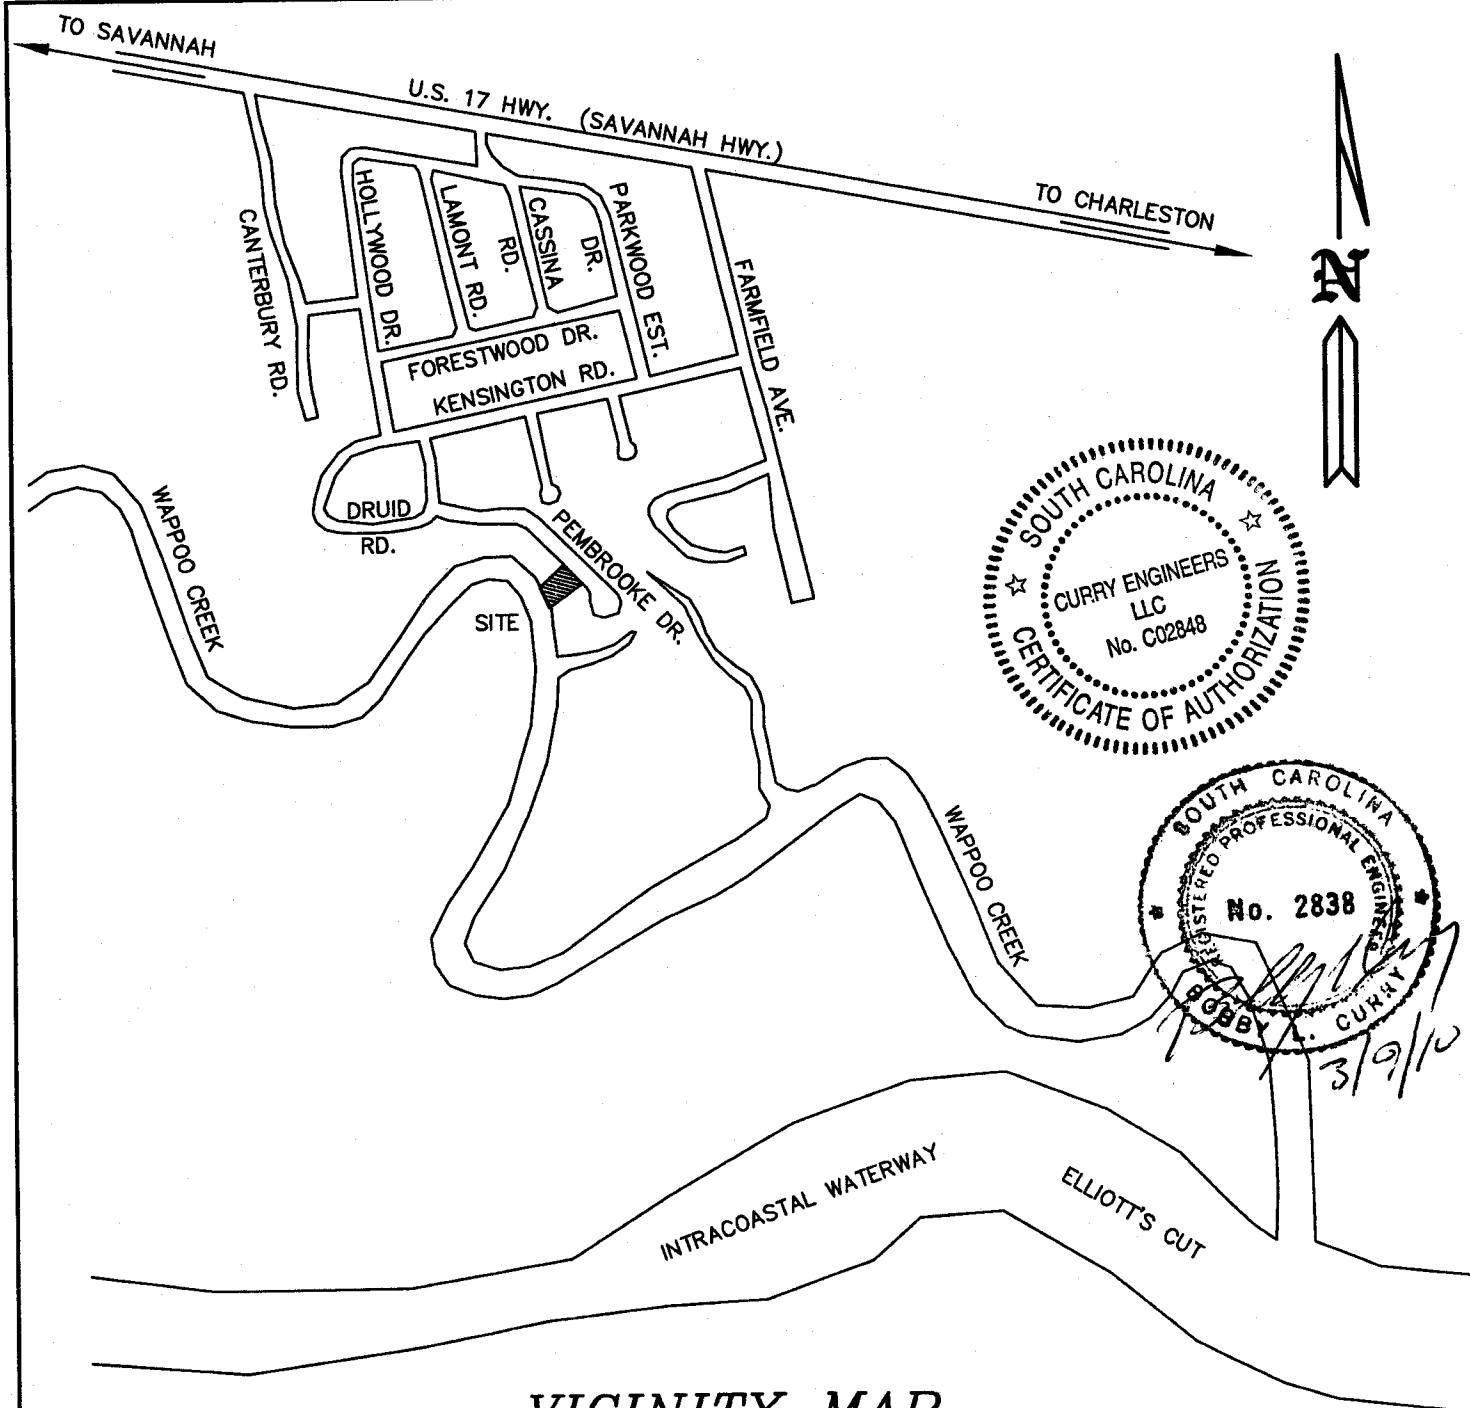 TO SAVANNAH
U.S. 17 HWY. (SAVANNAH HWY.)
TO CHARLESTON
CANTERBURY RD.
HOLLYWOOD DR.
LAMONT RD.
RD.
CASSINA
DR.
PARKWOOD EST.
FARMFIELD AVE.
FORESTWOOD DR.
KENSINGTON RD.
N
DRUID
RD.
PEMBROOKE DR.
SITE
WAPPOO CREEK
SOUTH CAROLINA
CURRY ENGINEERS
LLC
No. C02848
CERTIFICATE OF AUTHORIZATION
WAPPOO CREEK
SOUTH CAROLINA
REGISTERED PROFESSIONAL ENGINEER
No. 2838
BOBBY L. CURRY
3/9/10
INTRACOASTAL WATERWAY
ELLIOTT'S CUT
VICINITY MAP